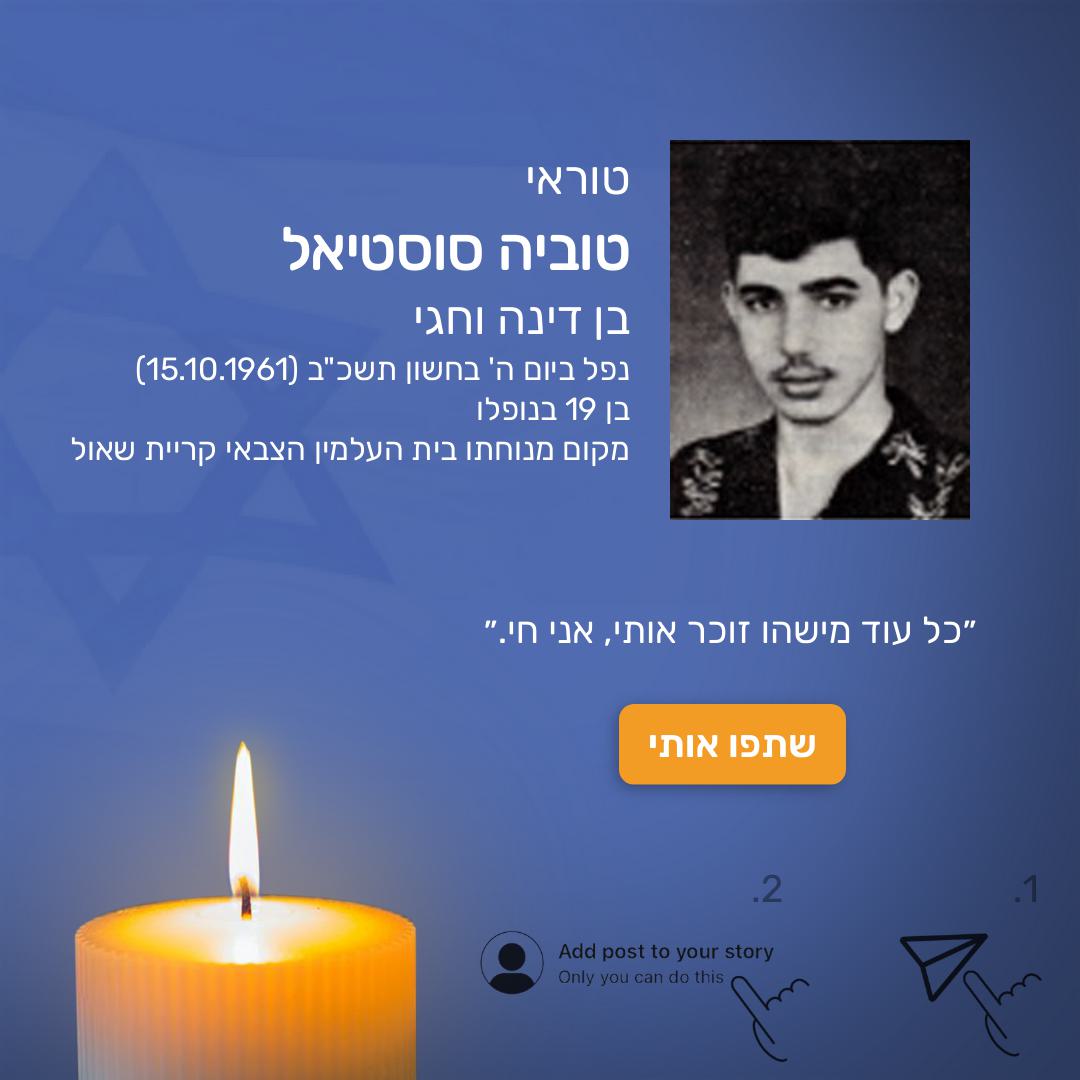 טוראי
טוביה סוסטיאל
בן דינה וחגי
נפל ביום ה' בחשון תשכ"ב (15.10.1961)
בן 19 בנופלו
מקום מנוחתו בית העלמין הצבאי קריית שאול
״כל עוד מישהו זוכר אותי, אני חי.״
שתפו אותי
1.
2.
Add post to your story
Only you can do this